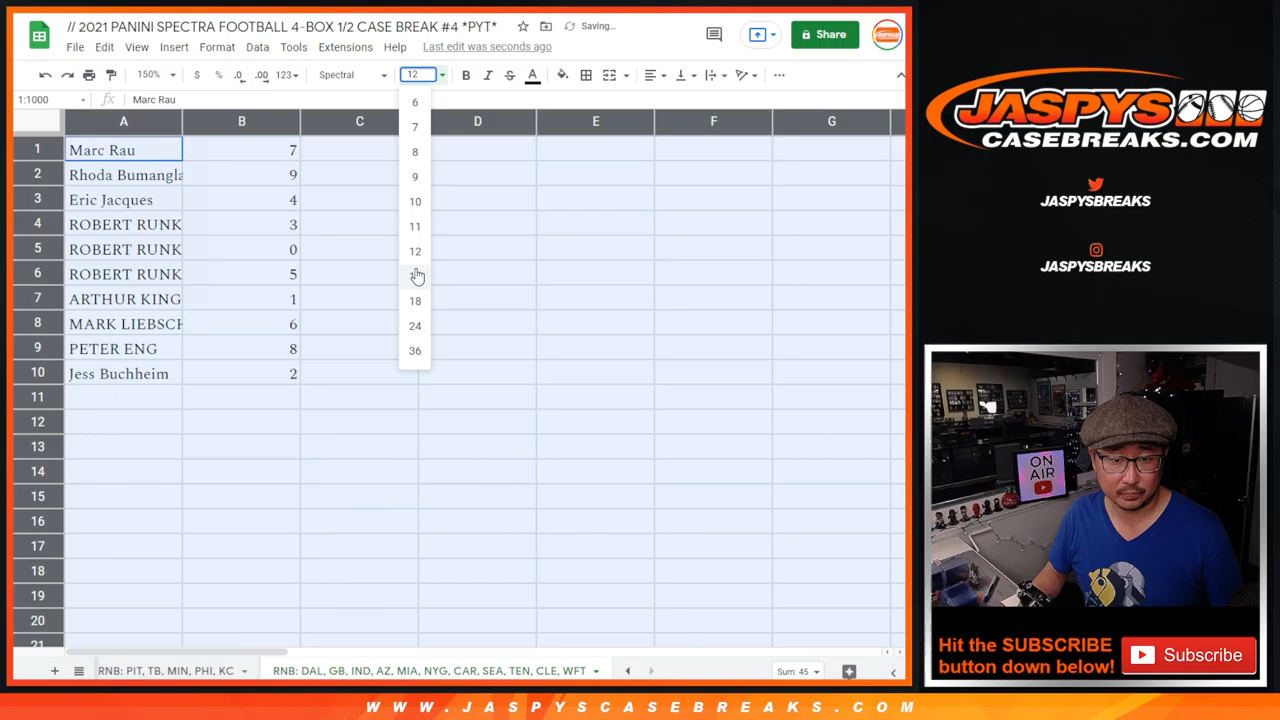 // 2021 PANINI SPECTRA FOOTBALL 4-BOX 1/2 CASE BREAK #4 *PYT*
Saving...
File Edit View Insert Format Data Tools Extensions Help Last edit was seconds ago
Share
150% $ % .0 .00 123 Spectral 12 B I S A
1:1000 fx Marc Rau
A B C D E F G
1 Marc Rau 7
2 Rhoda Bumangla 9
3 Eric Jacques 4
4 ROBERT RUNK 3
5 ROBERT RUNK 0
6 ROBERT RUNK 5
7 ARTHUR KING 1
8 MARK LIEBSCH 6
9 PETER ENG 8
10 Jess Buchheim 2
11
12
13
14
15
16
17
18
19
20
21
6
7
8
9
10
11
12
18
24
36
RNB: PIT, TB, MIN, PHI, KC
RNB: DAL, GB, IND, AZ, MIA, NYG, CAR, SEA, TEN, CLE, WFT
Sum: 45
JASPYS
CASEBREAKS.COM
JASPYSBREAKS
JASPYSBREAKS
ON
AIR
Hit the SUBSCRIBE
button down below!
Subscribe
WWW.JASPYSCASEBREAKS.COM